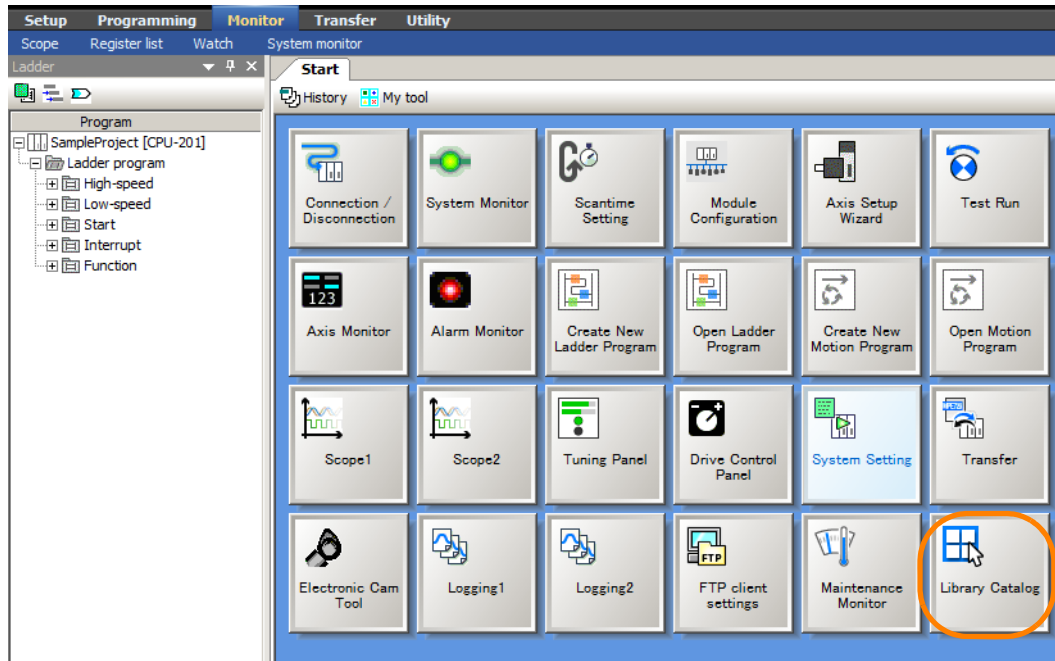 Setup Programming Monitor Transfer Utility
Scope Register list Watch System monitor
Ladder
Start
History My tool
Program
SampleProject [CPU-201]
Ladder program
High-speed
Low-speed
Start
Interrupt
Function
Connection /
Disconnection
System Monitor
Scantime
Setting
Module
Configuration
Axis Setup
Wizard
Test Run
123
Axis Monitor
Alarm Monitor
Create New
Ladder Program
Open Ladder
Program
Create New
Motion Program
Open Motion
Program
Scope1
Scope2
Tuning Panel
Drive Control
Panel
System Setting
Transfer
Electronic Cam
Tool
Logging1
Logging2
FTP
FTP client
settings
Maintenance
Monitor
Library Catalog